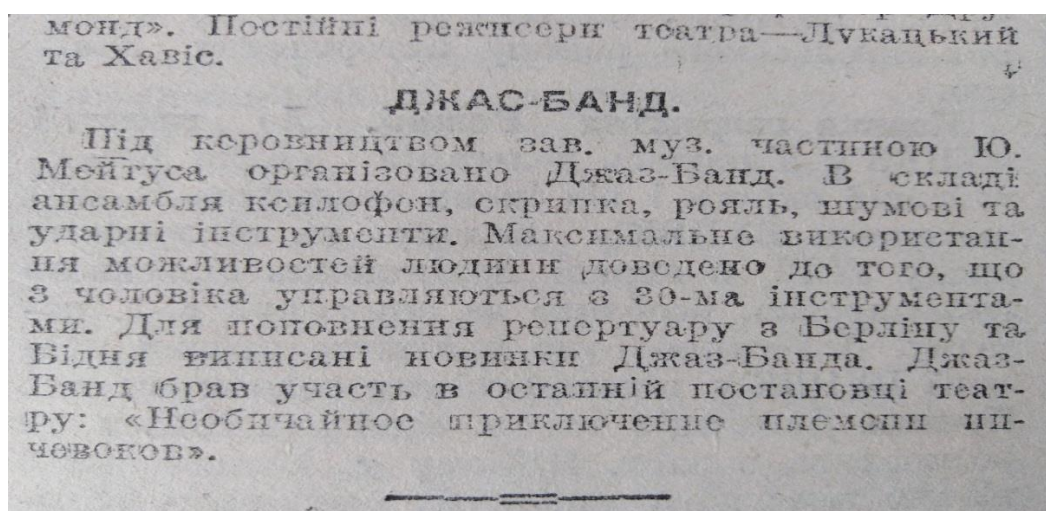 монд». Постійні режисери театра—Лукацький
та Хавіс.
ДЖАС-БАНД.
Під керовництвом зав. муз. частиною Ю.
Мейтуса організовано Джаз-Банд. В складі
ансамбля ксилофон, скрипка, рояль, шумові та
ударні інструменти. Максимальне використан-
ня можливостей людини доведено до того, що
3 чоловіка управляються з 30-ма інструмента-
ми. Для поповнення репертуару з Берліну та
Відня виписані новинки Джаз-Банда. Джаз-
Банд брав участь в останній постановці теат-
ру: «Необичайное приключение племени ни-
чевоков».